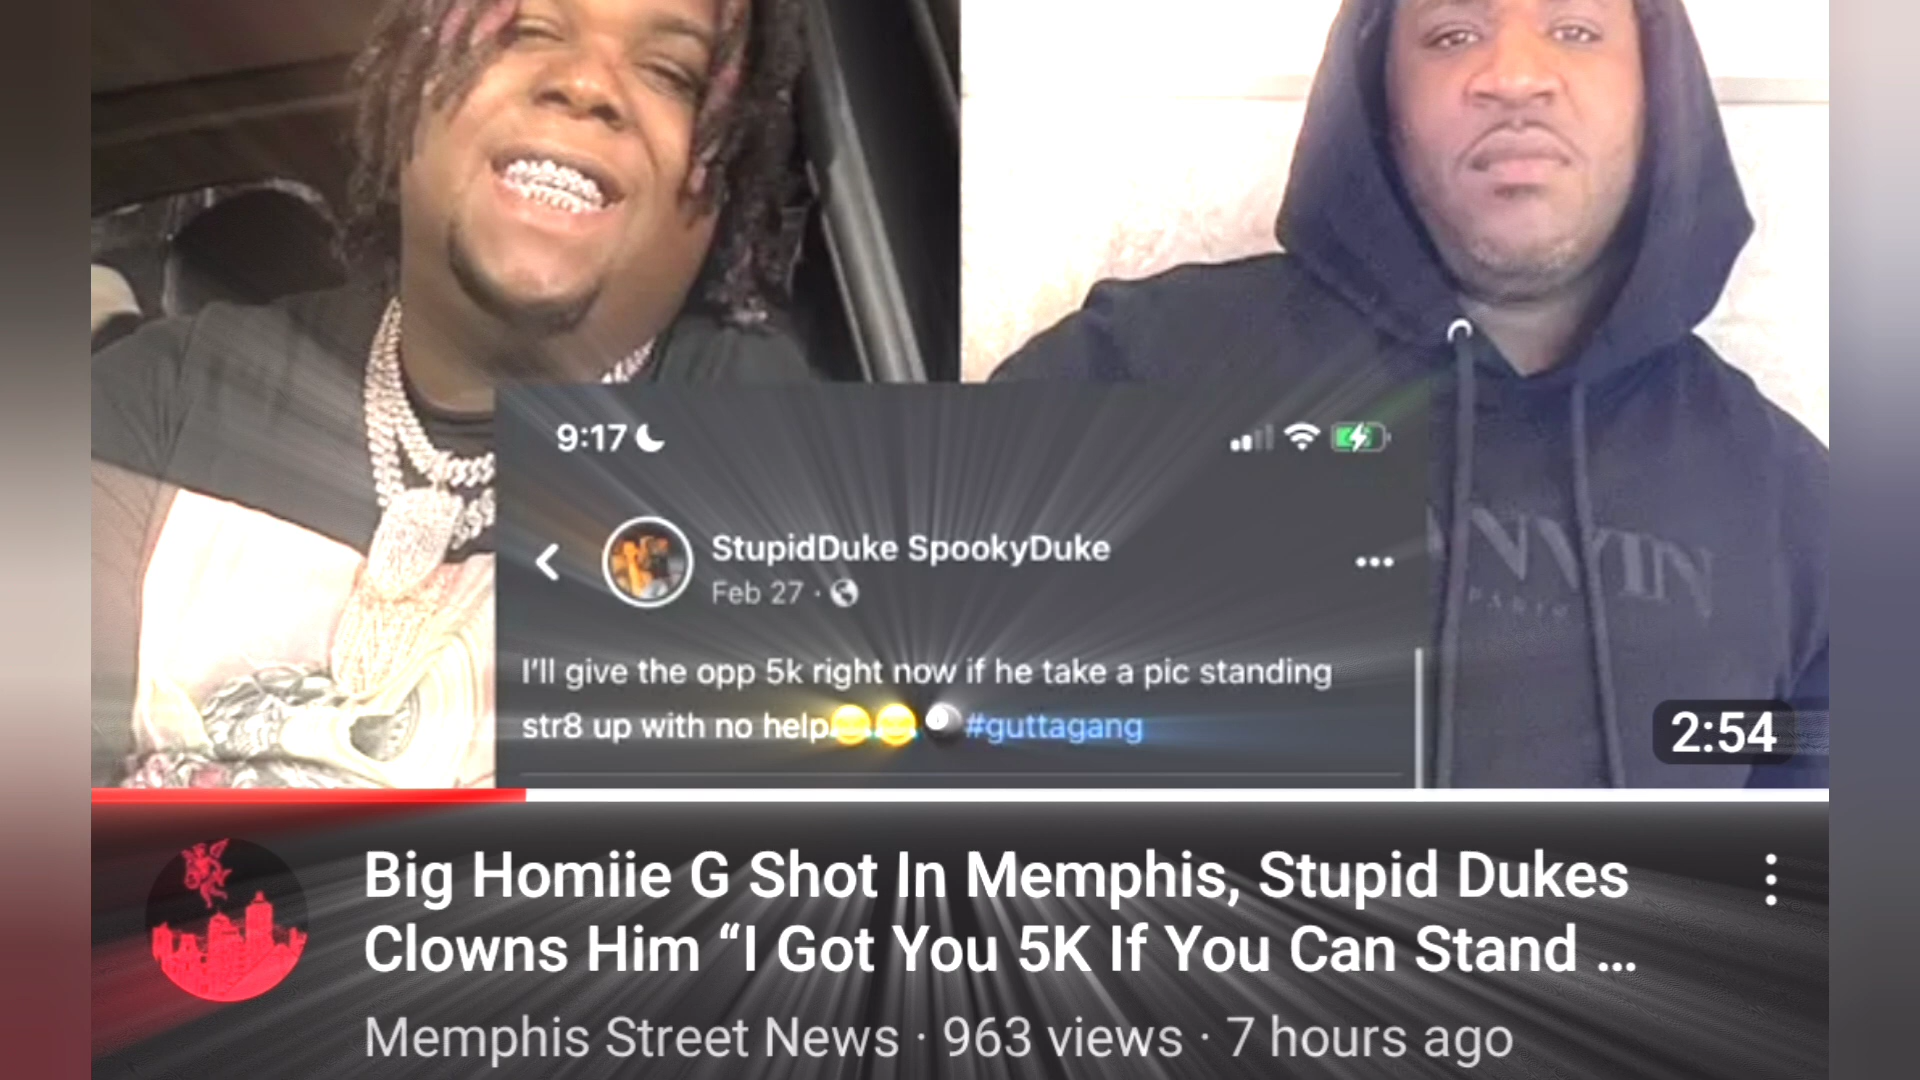 9:17
StupidDuke SpookyDuke
Feb 27 ·
I'll give the opp 5k right now if he take a pic standing
str8 up with no help #guttagang
PARIS
2:54
Big Homiie G Shot In Memphis, Stupid Dukes
Clowns Him “I Got You 5K If You Can Stand ...
Memphis Street News · 963 views · 7 hours ago